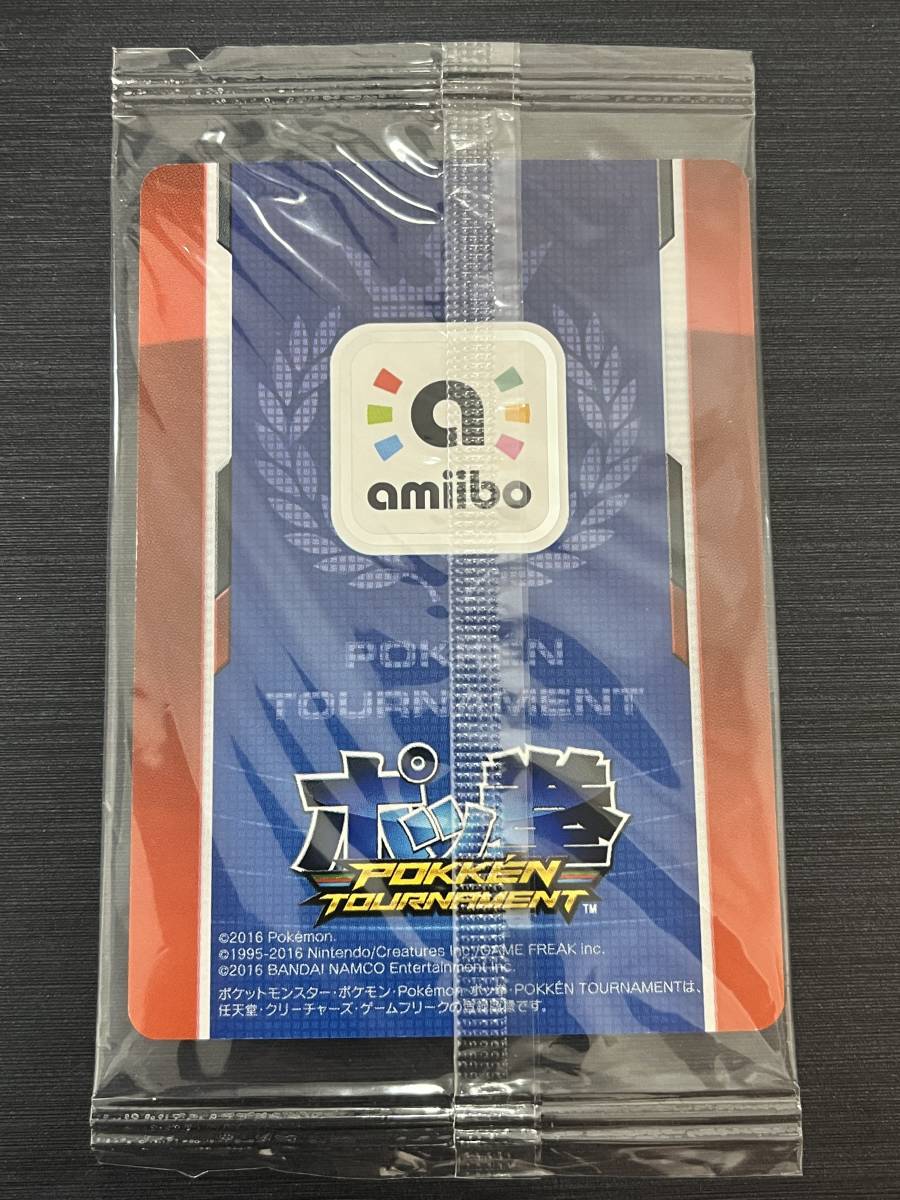 a
amiibo
POKKÉN
TOURNAMENT
ポッ拳
POKKÉN
TOURNAMENT™
©2016 Pokémon.
©1995-2016 Nintendo/Creatures Inc./GAME FREAK inc.
©2016 BANDAI NAMCO Entertainment Inc.
ポケットモンスター・ポケモン・Pokémon・ポッ拳・POKKÉN TOURNAMENTは、
任天堂・クリーチャーズ・ゲームフリークの登録商標です。